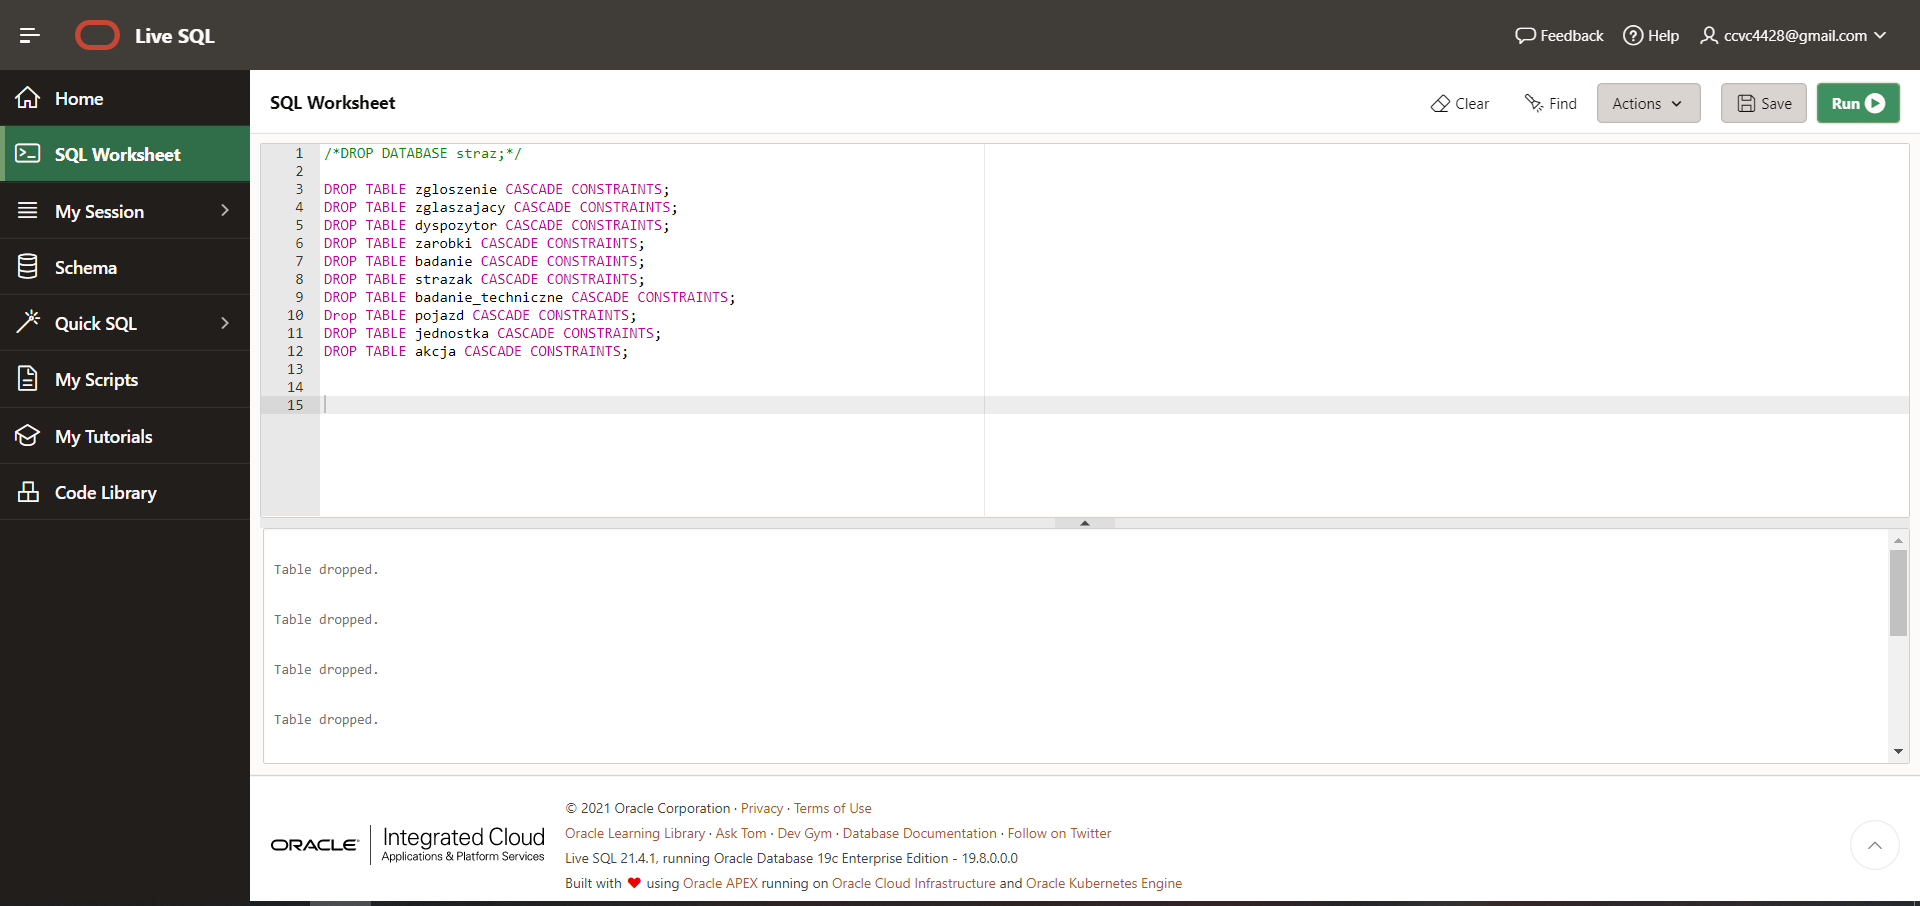 Live SQL
Feedback
Help
ccvc4428@gmail.com
Home
SQL Worksheet
My Session
Schema
Quick SQL
My Scripts
My Tutorials
Code Library
SQL Worksheet
Clear
Find
Actions
Save
Run
1 /*DROP DATABASE straz;*/
2
3 DROP TABLE zgloszenie CASCADE CONSTRAINTS;
4 DROP TABLE zglaszajacy CASCADE CONSTRAINTS;
5 DROP TABLE dyspozytor CASCADE CONSTRAINTS;
6 DROP TABLE zarobki CASCADE CONSTRAINTS;
7 DROP TABLE badanie CASCADE CONSTRAINTS;
8 DROP TABLE strazak CASCADE CONSTRAINTS;
9 DROP TABLE badanie_techniczne CASCADE CONSTRAINTS;
10 Drop TABLE pojazd CASCADE CONSTRAINTS;
11 DROP TABLE jednostka CASCADE CONSTRAINTS;
12 DROP TABLE akcja CASCADE CONSTRAINTS;
13
14
15
Table dropped.
Table dropped.
Table dropped.
Table dropped.
ORACLE
Integrated Cloud
Applications & Platform Services
© 2021 Oracle Corporation · Privacy · Terms of Use
Oracle Learning Library · Ask Tom · Dev Gym · Database Documentation · Follow on Twitter
Live SQL 21.4.1, running Oracle Database 19c Enterprise Edition - 19.8.0.0.0
Built with ♥ using Oracle APEX running on Oracle Cloud Infrastructure and Oracle Kubernetes Engine